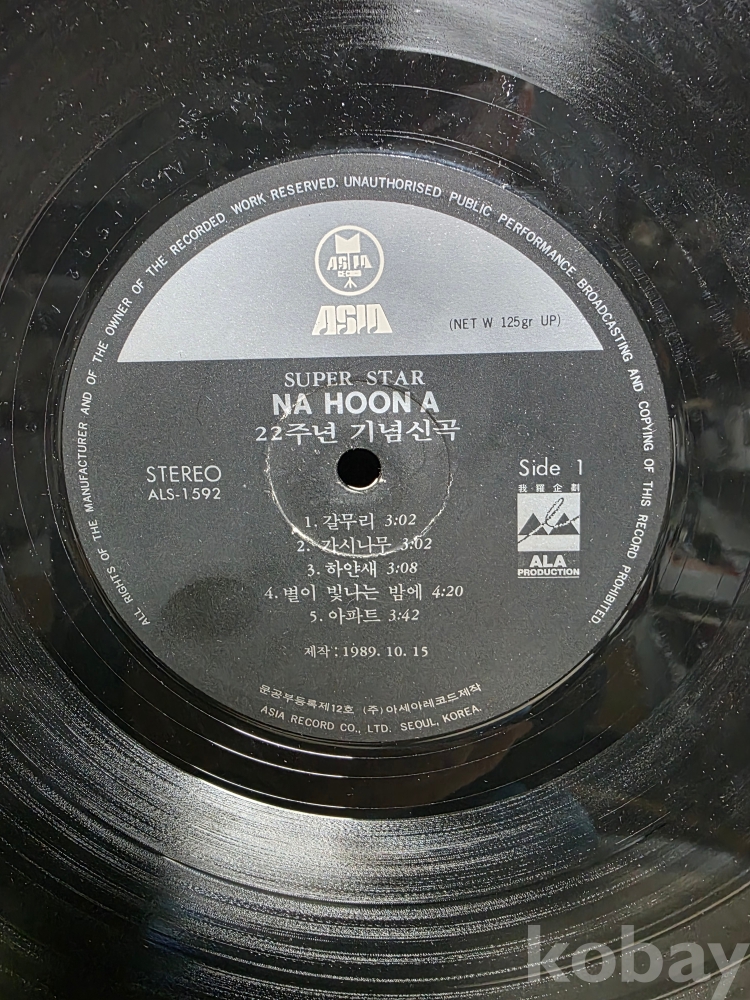 ALL RIGHTS OF THE MANUFACTURER AND OF THE OWNER OF THE RECORDED WORK RESERVED. UNAUTHORISED PUBLIC PERFORMANCE. BROADCASTING AND COPYING OF THIS RECORD PROHIBITED.
ASIA
ASIA
(NET W 125gr UP)
SUPER STAR
NA HOON A
22주년 기념신곡
STEREO
ALS-1592
Side 1
我·羅企劃
ALA
PRODUCTION
1. 갈무리 3:02
2. 가시나무 3:02
3. 하얀새 3:08
4. 별이 빛나는 밤에 4:20
5. 아파트 3:42
제작 : 1989. 10. 15
문공부등록제12호 (주)아세아레코드제작
ASIA RECORD CO., LTD. SEOUL, KOREA.
kobay